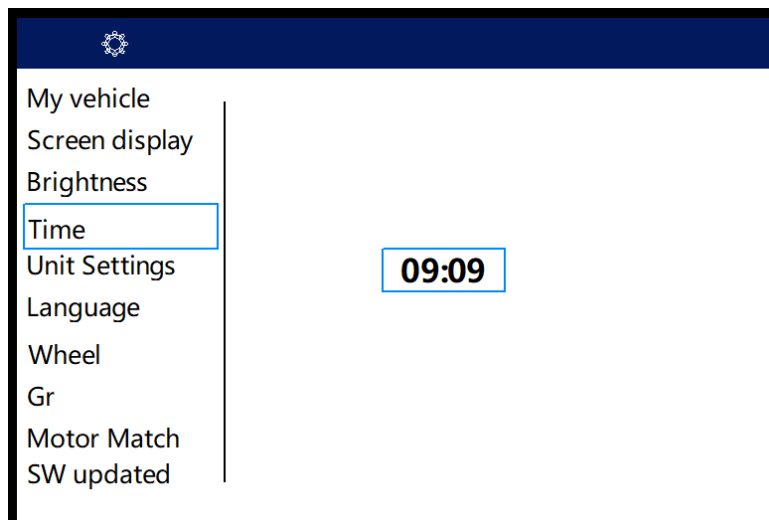 My vehicle
Screen display
Brightness
Time
Unit Settings
09:09
Language
Wheel
Gr
Motor Match
SW updated